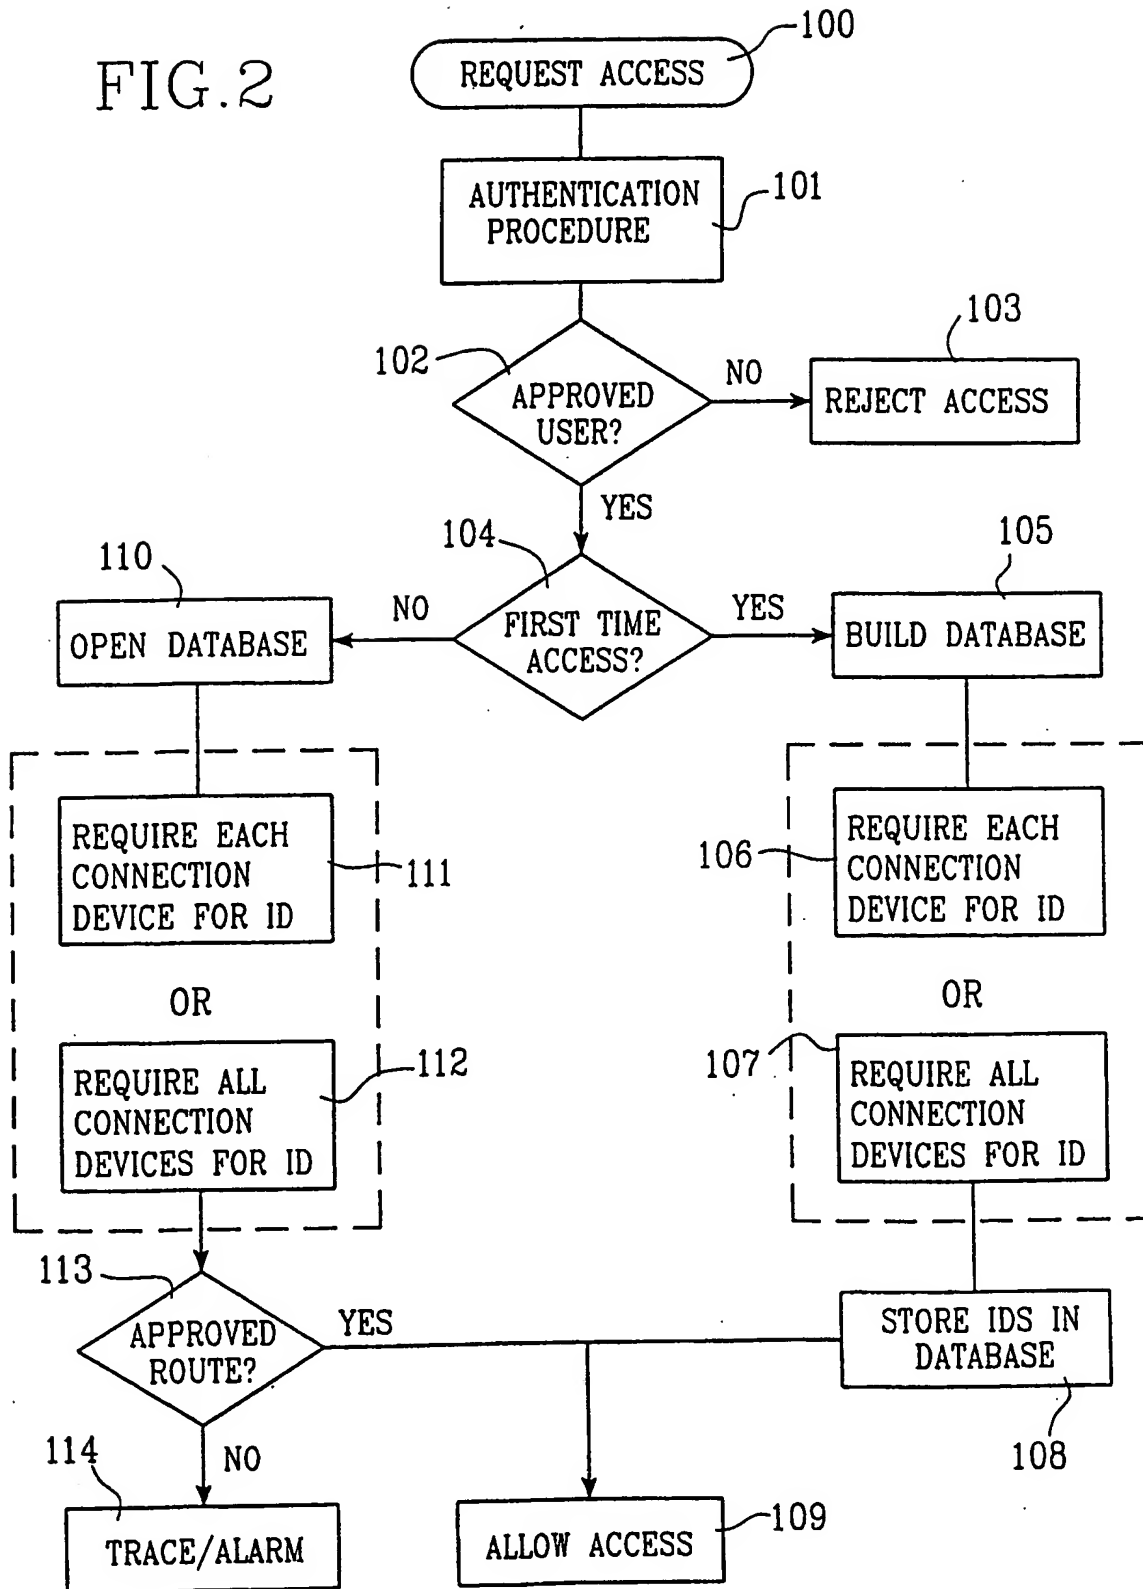 FIG.2
REQUEST ACCESS
100
AUTHENTICATION
PROCEDURE
101
102
APPROVED
USER?
NO
103
REJECT ACCESS
YES
104
FIRST TIME
ACCESS?
NO
110
OPEN DATABASE
YES
105
BUILD DATABASE
REQUIRE EACH
CONNECTION
DEVICE FOR ID
111
OR
REQUIRE ALL
CONNECTION
DEVICES FOR ID
112
106
REQUIRE EACH
CONNECTION
DEVICE FOR ID
OR
107
REQUIRE ALL
CONNECTION
DEVICES FOR ID
113
APPROVED
ROUTE?
YES
STORE IDS IN
DATABASE
108
NO
114
TRACE/ALARM
ALLOW ACCESS
109